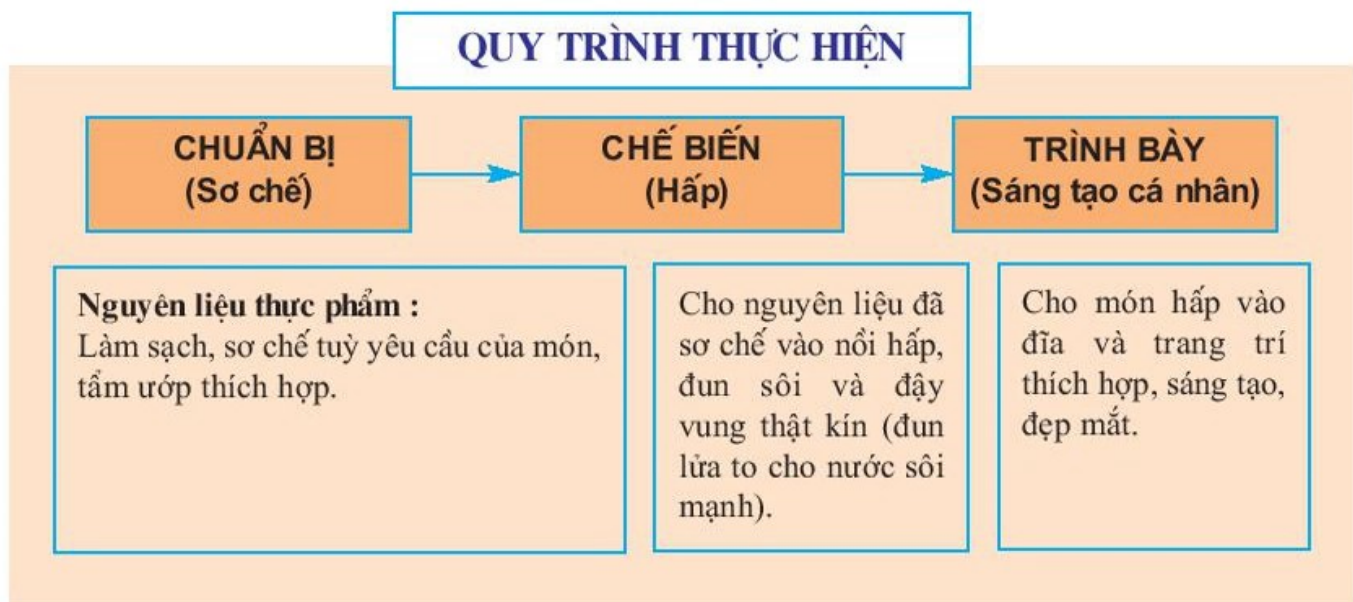 QUY TRÌNH THỰC HIỆN
CHUẨN BỊ
(Sơ chế)
CHẾ BIẾN
(Hấp)
TRÌNH BÀY
(Sáng tạo cá nhân)
Nguyên liệu thực phẩm :
Làm sạch, sơ chế tuỳ yêu cầu của món,
tẩm ướp thích hợp.
Cho nguyên liệu đã
sơ chế vào nồi hấp,
đun sôi và đậy
vung thật kín (đun
lửa to cho nước sôi
mạnh).
Cho món hấp vào
đĩa và trang trí
thích hợp, sáng tạo,
đẹp mắt.